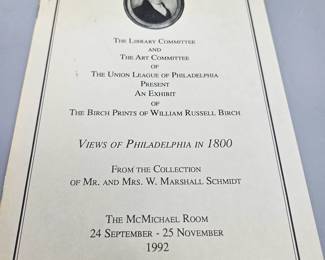 The Library Committee
and
The Art Committee
of
The Union League of Philadelphia
Present
An Exhibit
of
The Birch Prints of William Russell Birch
Views of Philadelphia in 1800
From the Collection
of Mr. and Mrs. W. Marshall Schmidt
The McMichael Room
24 September - 25 November
1992